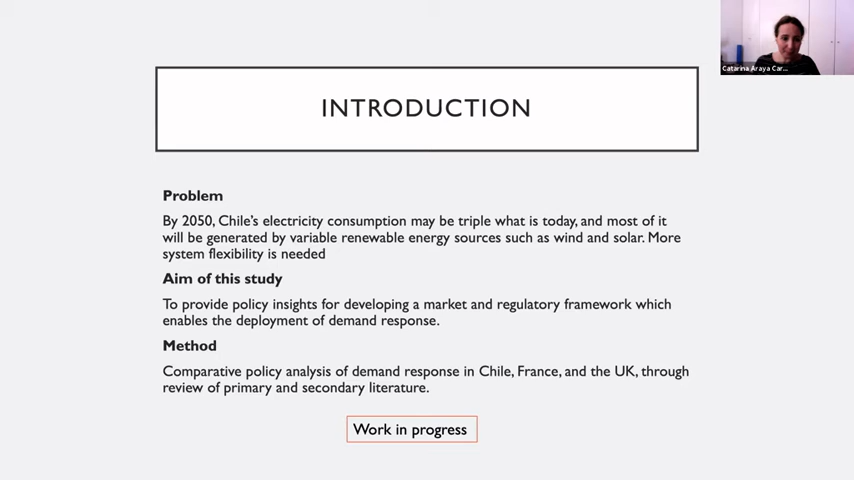 Catarina Araya Car...
INTRODUCTION
Problem
By 2050, Chile's electricity consumption may be triple what is today, and most of it
will be generated by variable renewable energy sources such as wind and solar. More
system flexibility is needed
Aim of this study
To provide policy insights for developing a market and regulatory framework which
enables the deployment of demand response.
Method
Comparative policy analysis of demand response in Chile, France, and the UK, through
review of primary and secondary literature.
Work in progress